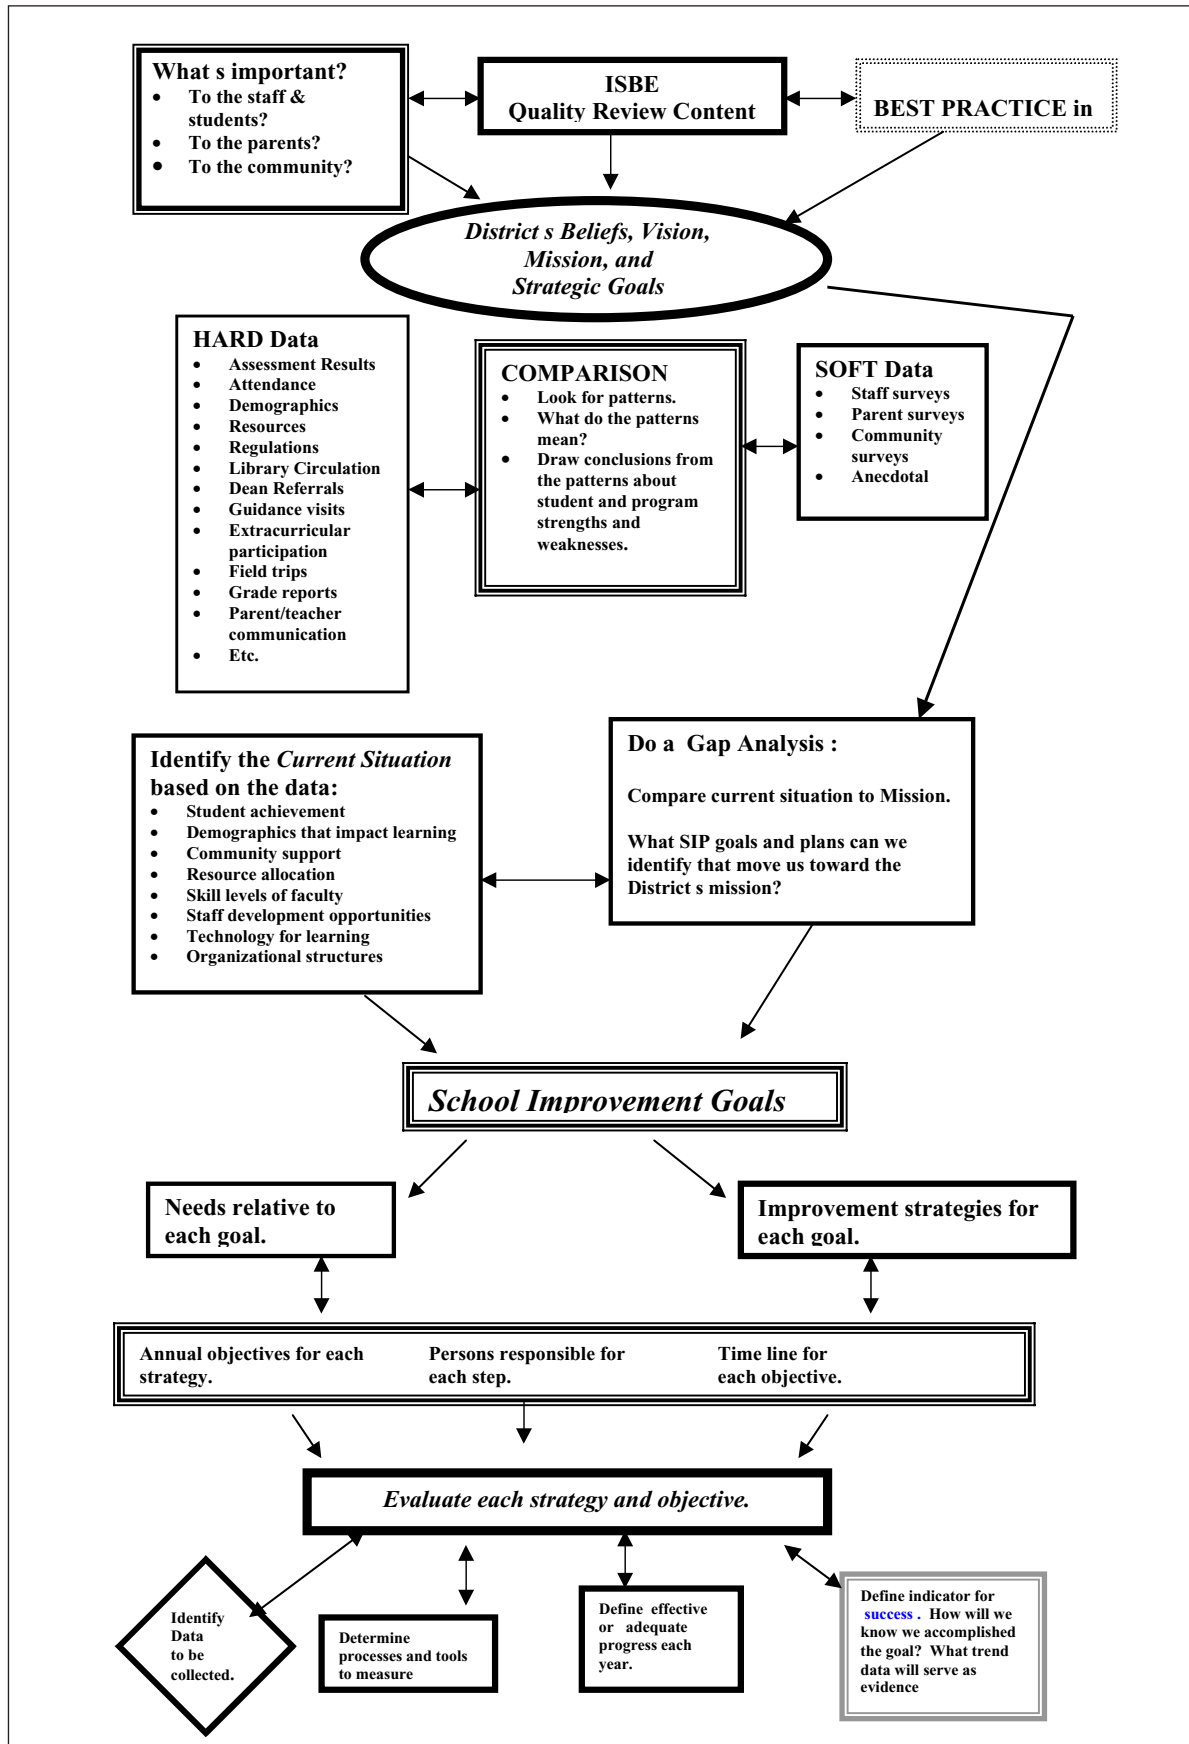 What s important?
• To the staff &
students?
• To the parents?
• To the community?
ISBE
Quality Review Content
BEST PRACTICE in
District s Beliefs, Vision,
Mission, and
Strategic Goals
HARD Data
• Assessment Results
• Attendance
• Demographics
• Resources
• Regulations
• Library Circulation
• Dean Referrals
• Guidance visits
• Extracurricular
participation
• Field trips
• Grade reports
• Parent/teacher
communication
• Etc.
COMPARISON
• Look for patterns.
• What do the patterns
mean?
• Draw conclusions from
the patterns about
student and program
strengths and
weaknesses.
SOFT Data
• Staff surveys
• Parent surveys
• Community
surveys
• Anecdotal
Identify the Current Situation
based on the data:
• Student achievement
• Demographics that impact learning
• Community support
• Resource allocation
• Skill levels of faculty
• Staff development opportunities
• Technology for learning
• Organizational structures
Do a Gap Analysis :
Compare current situation to Mission.
What SIP goals and plans can we
identify that move us toward the
District s mission?
School Improvement Goals
Needs relative to
each goal.
Improvement strategies for
each goal.
Annual objectives for each
strategy.
Persons responsible for
each step.
Time line for
each objective.
Evaluate each strategy and objective.
Identify
Data
to be
collected.
Determine
processes and tools
to measure
Define effective
or adequate
progress each
year.
Define indicator for
success . How will we
know we accomplished
the goal? What trend
data will serve as
evidence